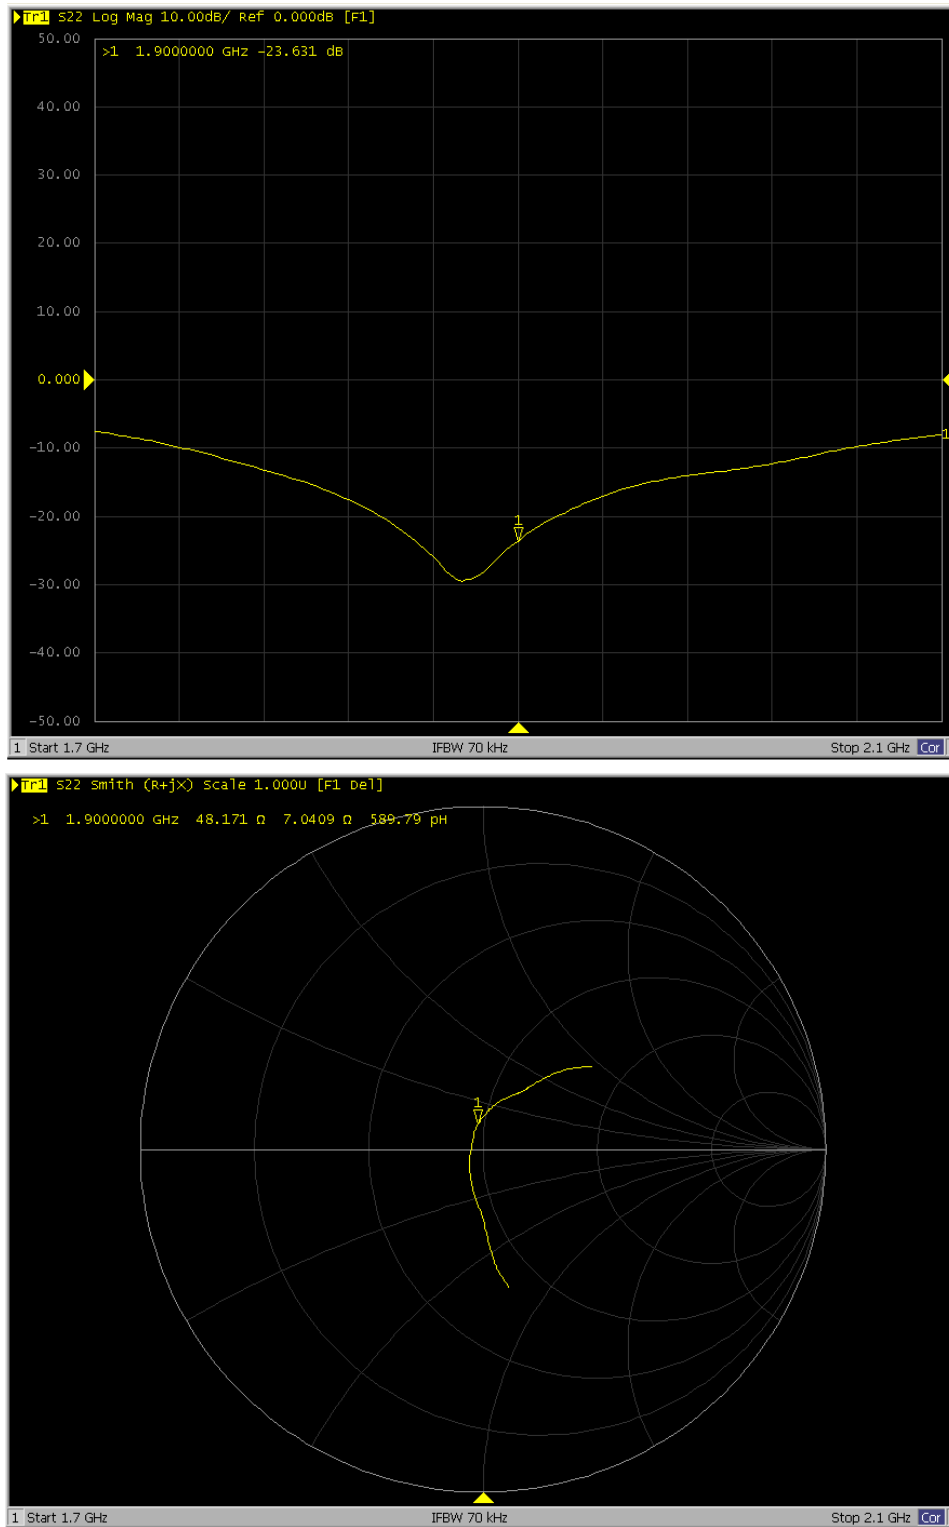 Tr1 S22 Log Mag 10.00dB/ Ref 0.000dB [F1]
50.00
>1 1.9000000 GHz -23.631 dB
40.00
30.00
20.00
10.00
0.000
-10.00
1
-20.00
1
-30.00
-40.00
-50.00
1 Start 1.7 GHz IFBW 70 kHz Stop 2.1 GHz Cor
Tr1 S22 Smith (R+jX) Scale 1.000U [F1 Del]
>1 1.9000000 GHz 48.171 Ω 7.0409 Ω 589.79 pH
1
1 Start 1.7 GHz IFBW 70 kHz Stop 2.1 GHz Cor